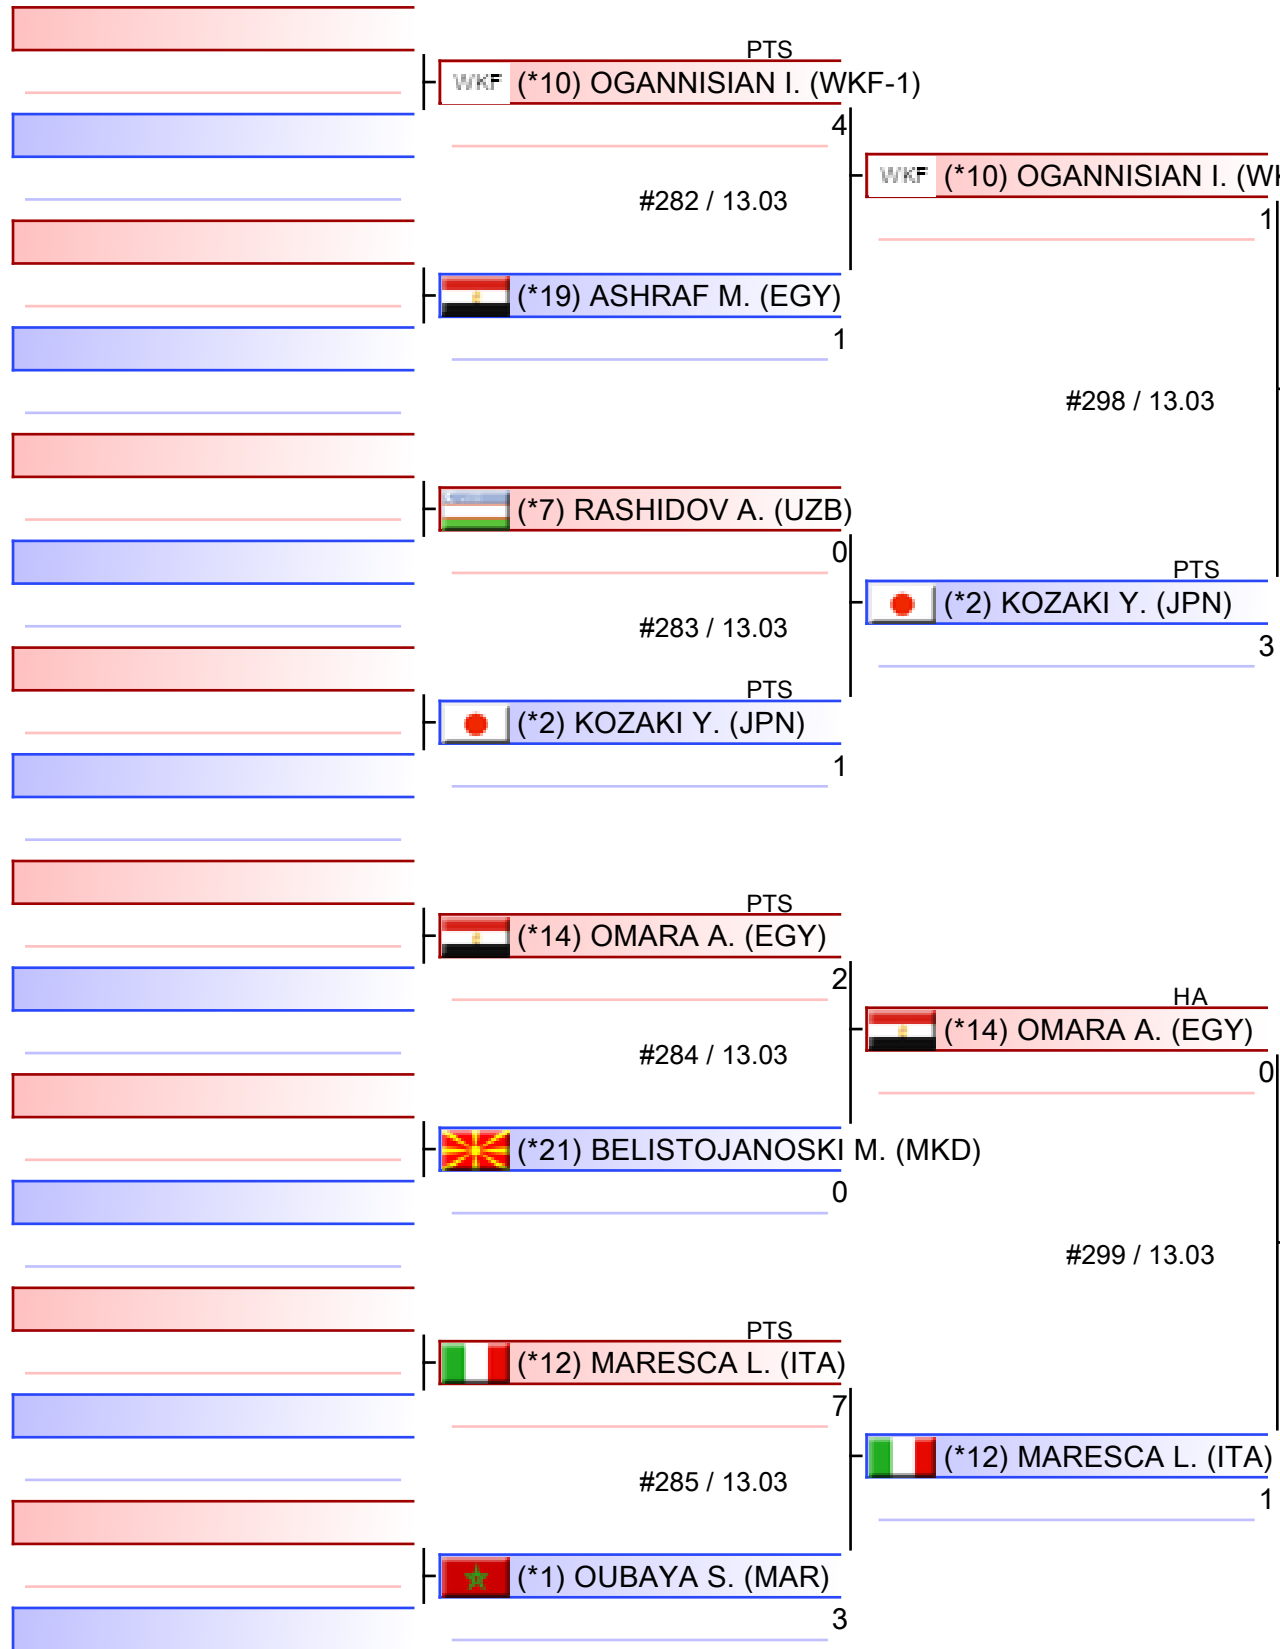 PTS
WKF (*10) OGANNISIAN I. (WKF-1)
4
WKF (*10) OGANNISIAN I. (WK
1
#282 / 13.03
(*19) ASHRAF M. (EGY)
1
#298 / 13.03
(*7) RASHIDOV A. (UZB)
0
PTS
(*2) KOZAKI Y. (JPN)
3
#283 / 13.03
PTS
(*2) KOZAKI Y. (JPN)
1
PTS
(*14) OMARA A. (EGY)
2
HA
(*14) OMARA A. (EGY)
0
#284 / 13.03
(*21) BELISTOJANOSKI M. (MKD)
0
#299 / 13.03
PTS
(*12) MARESCA L. (ITA)
7
(*12) MARESCA L. (ITA)
1
#285 / 13.03
(*1) OUBAYA S. (MAR)
3